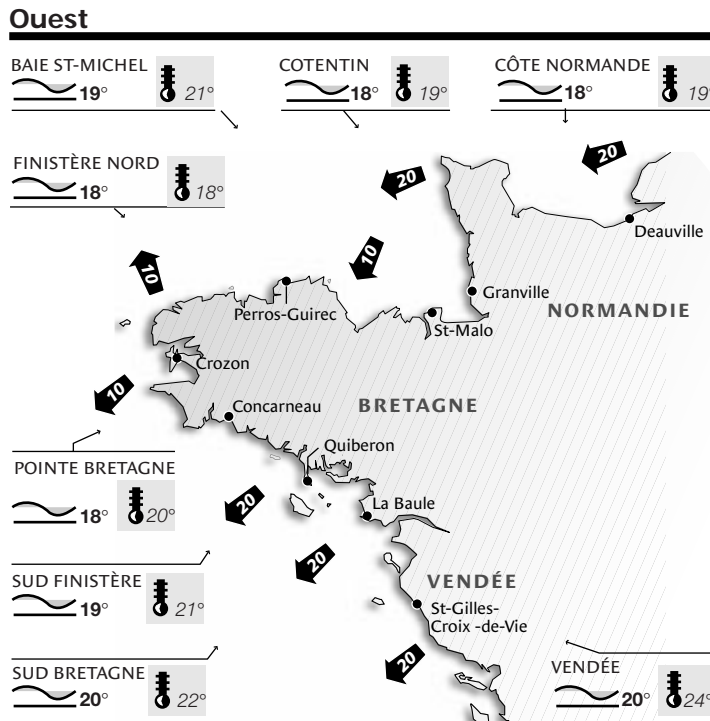 Ouest
BAIE ST-MICHEL
19° 21°
COTENTIN
18° 19°
CÔTE NORMANDE
18° 19°
FINISTÈRE NORD
18° 18°
20
20
Deauville
10
10
Granville
NORMANDIE
Perros-Guirec
St-Malo
Crozon
10
Concarneau
BRETAGNE
Quiberon
POINTE BRETAGNE
18° 20°
20
La Baule
20
SUD FINISTÈRE
19° 21°
VENDÉE
St-Gilles-
Croix -de-Vie
20
SUD BRETAGNE
20° 22°
VENDÉE
20° 24°